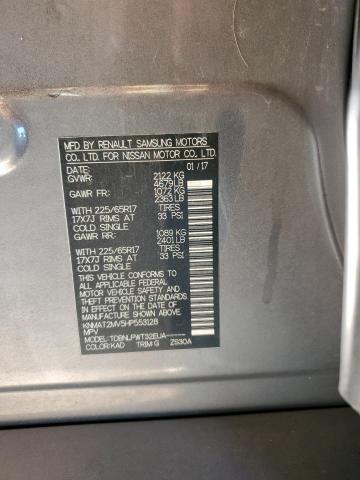 MFD BY RENAULT SAMSUNG MOTORS
CO., LTD. FOR NISSAN MOTOR CO., LTD.
DATE: 01/17
GVWR: 2122 KG
4679 LB
GAWR FR: 1072 KG
2363 LB
WITH 225/65R17 TIRES
17X7J RIMS AT 33 PSI
COLD SINGLE
GAWR RR: 1089 KG
2401 LB
WITH 225/65R17 TIRES
17X7J RIMS AT 33 PSI
COLD SINGLE
THIS VEHICLE CONFORMS TO ALL
APPLICABLE FEDERAL MOTOR VEHICLE
SAFETY, BUMPER, AND THEFT
PREVENTION STANDARDS IN EFFECT
ON THE DATE OF MANUFACTURE
SHOWN ABOVE.
KNMAT2MV5HP553128
MPV
MODEL: TDBNLPWT32EUA------
COLOR: KAD TRIM: G ZS30A